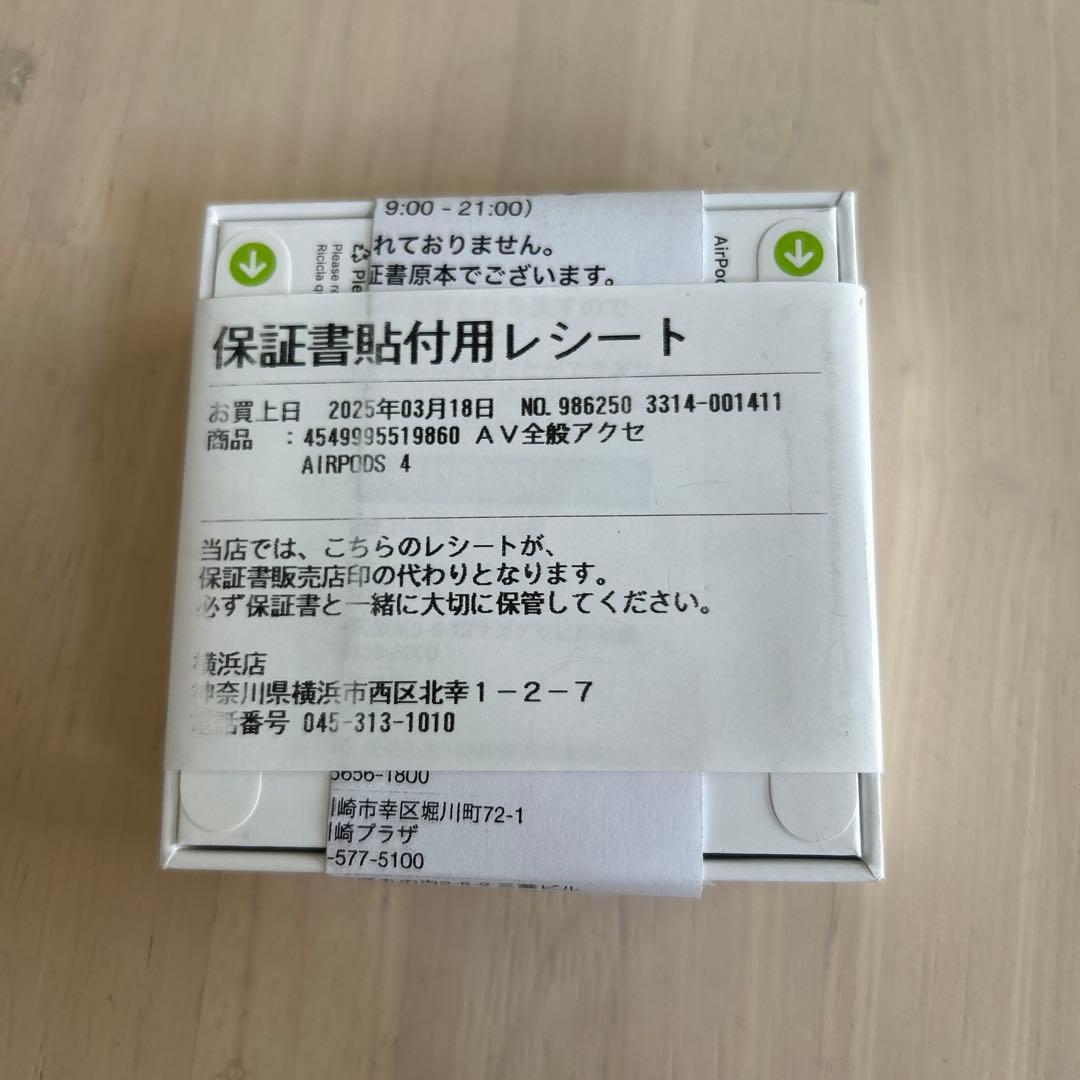 9:00 - 21:00)
れておりません。
証書原本でございます。
Please re
Ricicla q
Ple
AirPod
保証書貼付用レシート
お買上日 2025年03月18日 NO.986250 3314-001411
商品 :4549995519860 AV全般アクセ
AIRPODS 4
当店では、こちらのレシートが、
保証書販売店印の代わりとなります。
必ず保証書と一緒に大切に保管してください。
横浜店
神奈川県横浜市西区北幸1-2-7
電話番号 045-313-1010
5656-1800
川崎市幸区堀川町72-1
川崎プラザ
-577-5100